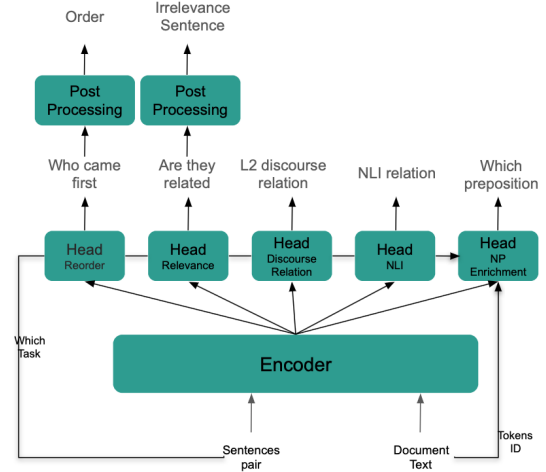 Order
Irrelevance
Sentence
Post
Processing
Post
Processing
Who came
first
Are they
related
L2 discourse
relation
NLI relation
Which
preposition
Head
Reorder
Head
Relevance
Head
Discourse
Relation
Head
NLI
Head
NP
Enrichment
Which
Task
Encoder
Sentences
pair
Document
Text
Tokens
ID